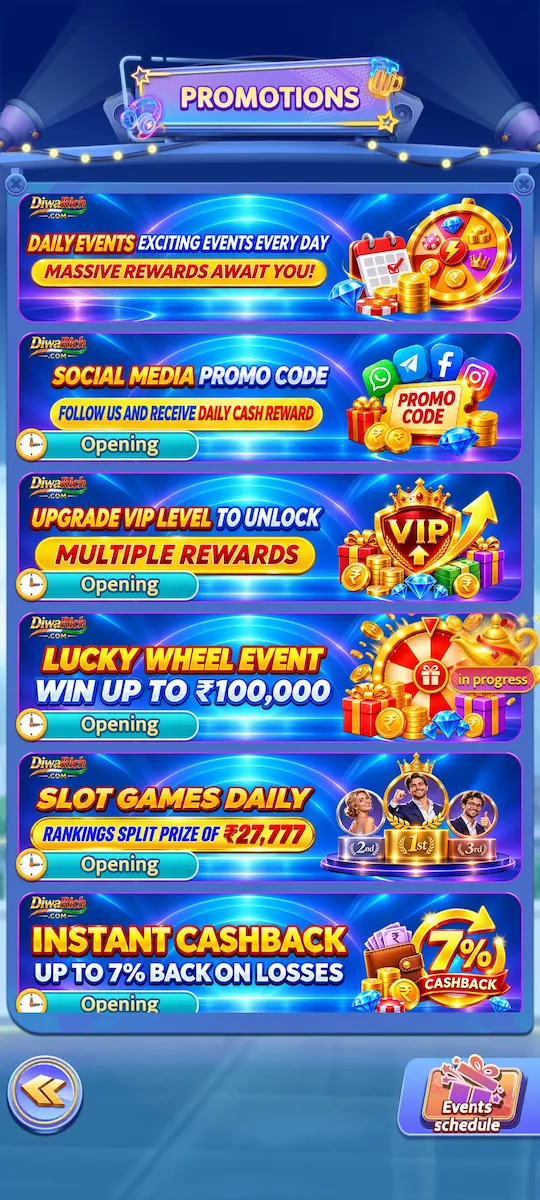 PROMOTIONS
DiwaRich
.COM
DAILY EVENTS EXCITING EVENTS EVERY DAY
MASSIVE REWARDS AWAIT YOU!
DiwaRich
.COM
SOCIAL MEDIA PROMO CODE
FOLLOW US AND RECEIVE DAILY CASH REWARD
PROMO
CODE
Opening
DiwaRich
.COM
UPGRADE VIP LEVEL TO UNLOCK
MULTIPLE REWARDS
VIP
Opening
DiwaRich
.COM
LUCKY WHEEL EVENT
WIN UP TO ₹100,000
in progress
Opening
DiwaRich
.COM
SLOT GAMES DAILY
RANKINGS SPLIT PRIZE OF ₹27,777
2nd 1st 3rd
Opening
DiwaRich
.COM
INSTANT CASHBACK
UP TO 7% BACK ON LOSSES
7%
CASHBACK
Opening
Events
schedule